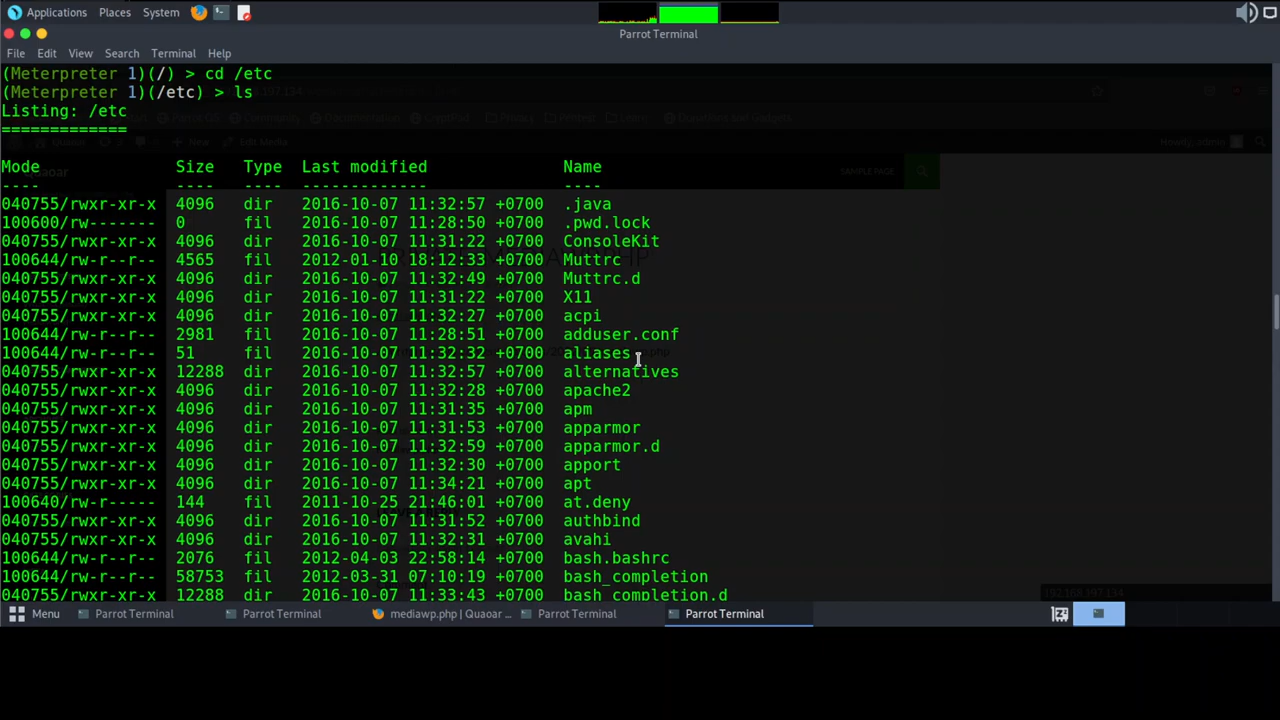 Applications Places System
Parrot Terminal
File Edit View Search Terminal Help
(Meterpreter 1)(/) > cd /etc
(Meterpreter 1)(/etc) > ls
Listing: /etc
=============
Howdy, admin
SAMPLE PAGE
Mode Size Type Last modified Name
---- ---- ---- ------------- ----
040755/rwxr-xr-x 4096 dir 2016-10-07 11:32:57 +0700 .java
100600/rw------- 0 fil 2016-10-07 11:28:50 +0700 .pwd.lock
040755/rwxr-xr-x 4096 dir 2016-10-07 11:31:22 +0700 ConsoleKit
100644/rw-r--r-- 4565 fil 2012-01-10 18:12:33 +0700 Muttrc
040755/rwxr-xr-x 4096 dir 2016-10-07 11:32:49 +0700 Muttrc.d
040755/rwxr-xr-x 4096 dir 2016-10-07 11:31:22 +0700 X11
040755/rwxr-xr-x 4096 dir 2016-10-07 11:32:27 +0700 acpi
100644/rw-r--r-- 2981 fil 2016-10-07 11:28:51 +0700 adduser.conf
100644/rw-r--r-- 51 fil 2016-10-07 11:32:32 +0700 aliases
040755/rwxr-xr-x 12288 dir 2016-10-07 11:32:57 +0700 alternatives
040755/rwxr-xr-x 4096 dir 2016-10-07 11:32:28 +0700 apache2
040755/rwxr-xr-x 4096 dir 2016-10-07 11:31:35 +0700 apm
040755/rwxr-xr-x 4096 dir 2016-10-07 11:31:53 +0700 apparmor
040755/rwxr-xr-x 4096 dir 2016-10-07 11:32:59 +0700 apparmor.d
040755/rwxr-xr-x 4096 dir 2016-10-07 11:32:30 +0700 apport
040755/rwxr-xr-x 4096 dir 2016-10-07 11:34:21 +0700 apt
100640/rw-r----- 144 fil 2011-10-25 21:46:01 +0700 at.deny
040755/rwxr-xr-x 4096 dir 2016-10-07 11:31:52 +0700 authbind
040755/rwxr-xr-x 4096 dir 2016-10-07 11:32:31 +0700 avahi
100644/rw-r--r-- 2076 fil 2012-04-03 22:58:14 +0700 bash.bashrc
100644/rw-r--r-- 58753 fil 2012-03-31 07:10:19 +0700 bash_completion
040755/rwxr-xr-x 12288 dir 2016-10-07 11:33:43 +0700 bash_completion.d
Menu Parrot Terminal Parrot Terminal mediawp.php | Quaoar ... Parrot Terminal Parrot Terminal